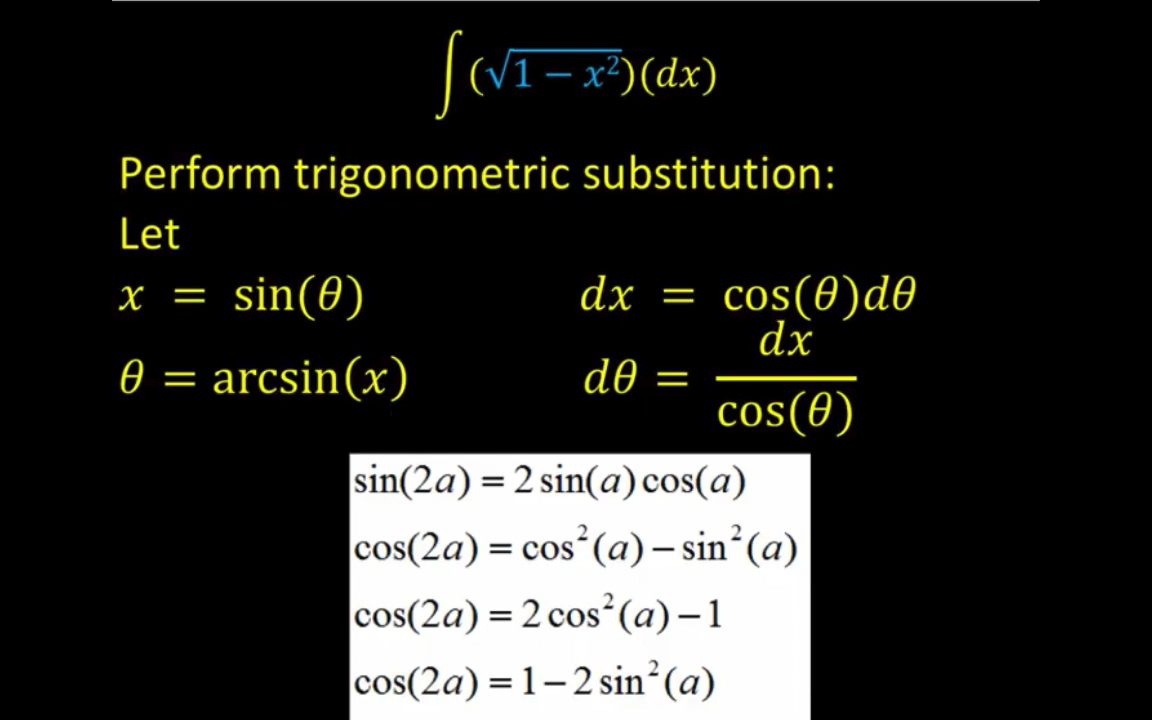 ∫(√1 − x²)(dx)
Perform trigonometric substitution:
Let
x = sin(θ) dx = cos(θ)dθ
θ = arcsin(x) dθ = dx/cos(θ)
sin(2a) = 2 sin(a) cos(a)
cos(2a) = cos²(a) − sin²(a)
cos(2a) = 2 cos²(a) − 1
cos(2a) = 1 − 2 sin²(a)